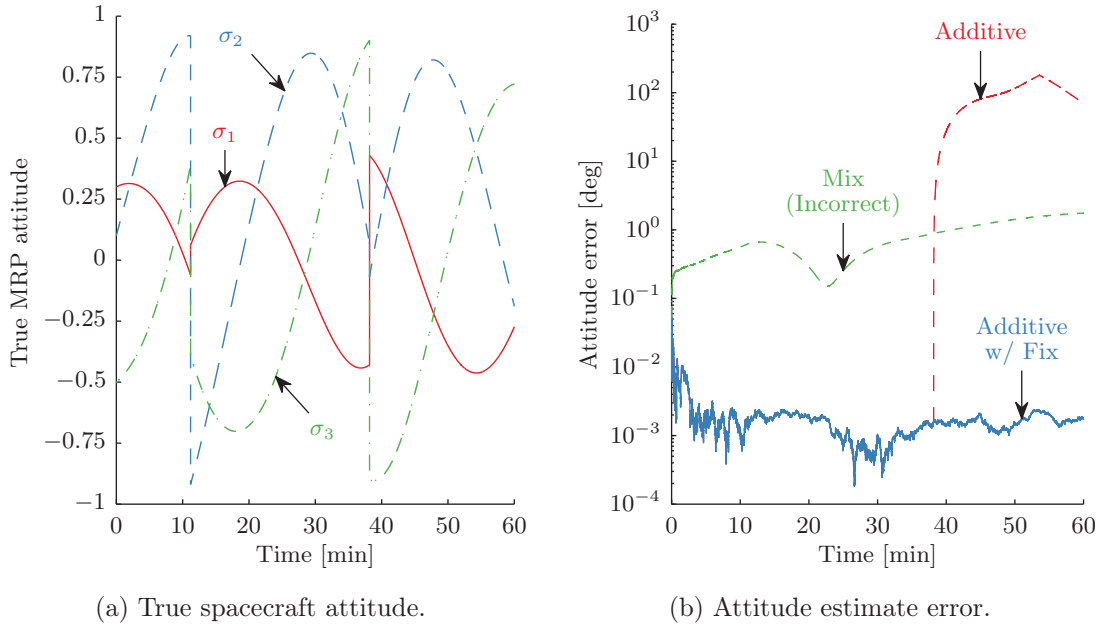 1
0.75
0.5
0.25
0
−0.25
−0.5
−0.75
−1
True MRP attitude
σ2
σ1
σ3
0 10 20 30 40 50 60
Time [min]
(a) True spacecraft attitude.
10^3
10^2
10^1
10^0
10^−1
10^−2
10^−3
10^−4
Attitude error [deg]
Additive
Mix
(Incorrect)
Additive
w/ Fix
0 10 20 30 40 50 60
Time [min]
(b) Attitude estimate error.